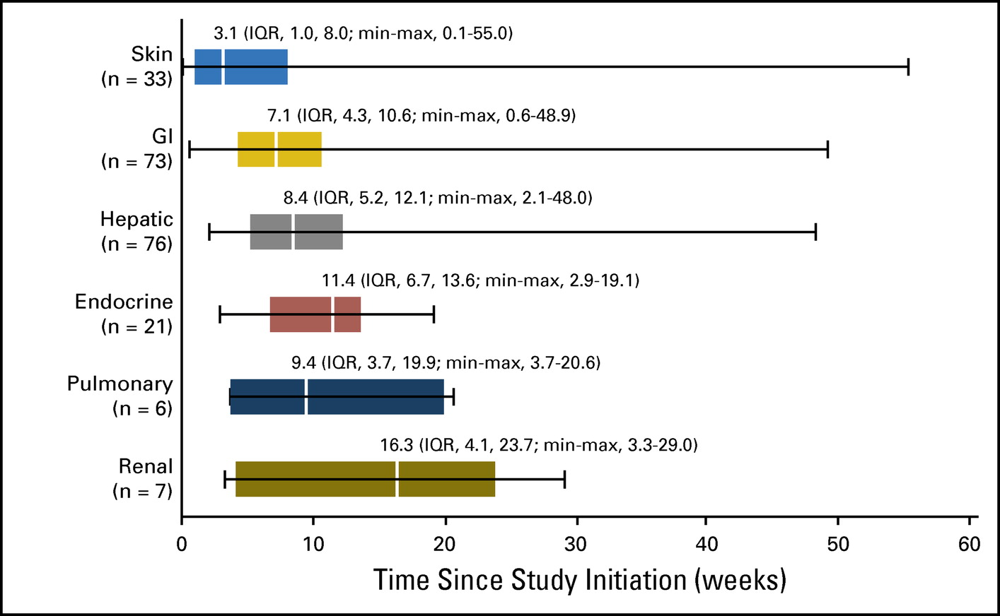 3.1 (IQR, 1.0, 8.0; min-max, 0.1-55.0)
Skin
(n = 33)
7.1 (IQR, 4.3, 10.6; min-max, 0.6-48.9)
GI
(n = 73)
8.4 (IQR, 5.2, 12.1; min-max, 2.1-48.0)
Hepatic
(n = 76)
11.4 (IQR, 6.7, 13.6; min-max, 2.9-19.1)
Endocrine
(n = 21)
9.4 (IQR, 3.7, 19.9; min-max, 3.7-20.6)
Pulmonary
(n = 6)
16.3 (IQR, 4.1, 23.7; min-max, 3.3-29.0)
Renal
(n = 7)
0 10 20 30 40 50 60
Time Since Study Initiation (weeks)